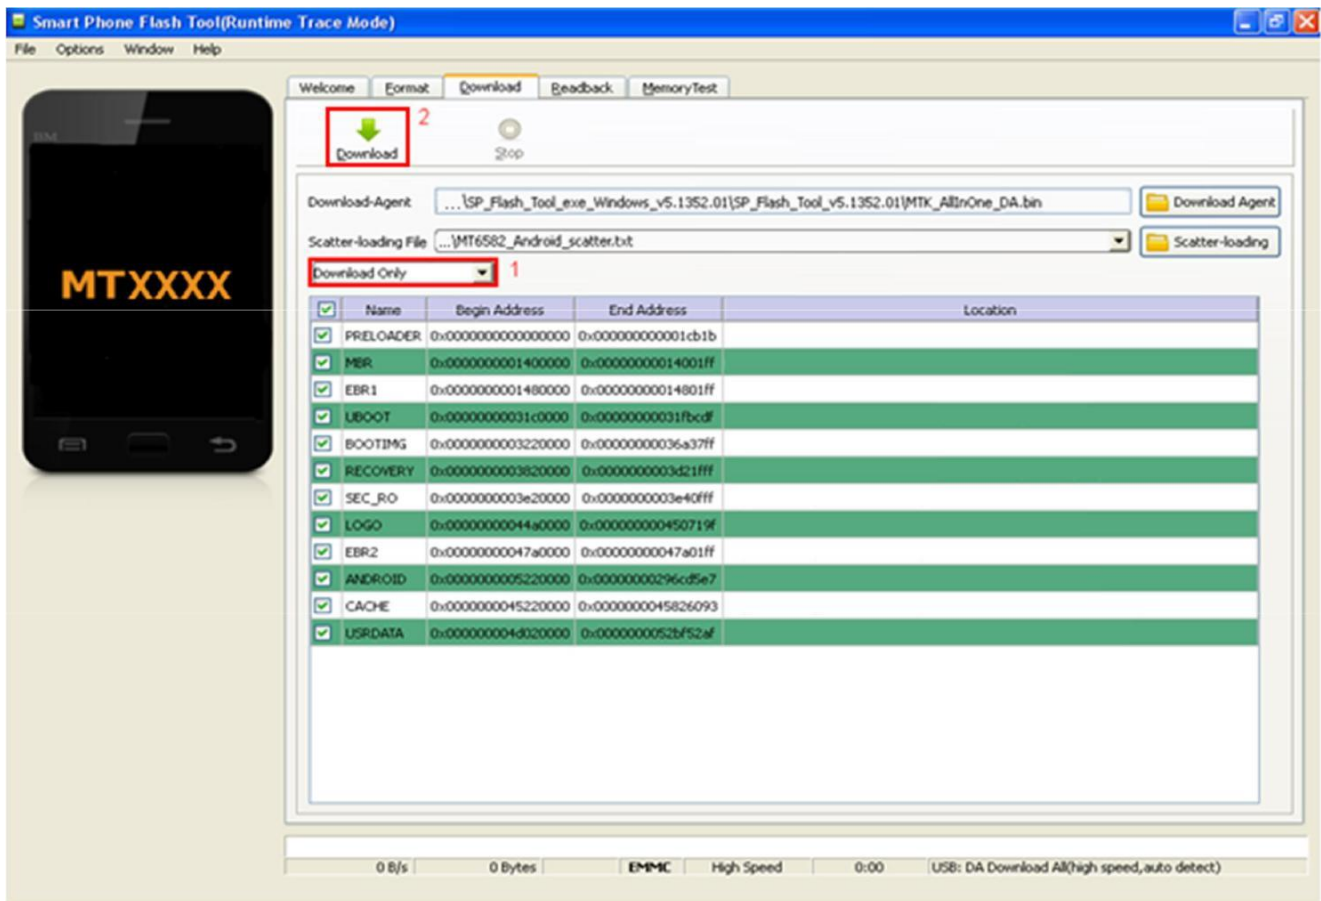 Smart Phone Flash Tool(Runtime Trace Mode)
File Options Window Help
Welcome Format Download Readback MemoryTest
BM
Download 2 Stop
Download-Agent ...\SP_Flash_Tool_exe_Windows_v5.1352.01\SP_Flash_Tool_v5.1352.01\MTK_AllInOne_DA.bin Download Agent
Scatter-loading File ...\MT6582_Android_scatter.txt Scatter-loading
Download Only 1
MTXXXX
Name Begin Address End Address Location
PRELOADER 0x0000000000000000 0x000000000001cb1b
MBR 0x0000000001400000 0x00000000014001ff
EBR1 0x0000000001480000 0x00000000014801ff
UBOOT 0x00000000031c0000 0x00000000031fbcdf
BOOTIMG 0x0000000003220000 0x00000000036a37ff
RECOVERY 0x0000000003820000 0x0000000003d21fff
SEC_RO 0x0000000003e20000 0x0000000003e40fff
LOGO 0x00000000044a0000 0x000000000450719f
EBR2 0x00000000047a0000 0x00000000047a01ff
ANDROID 0x0000000005220000 0x00000000296cd5e7
CACHE 0x0000000045220000 0x0000000045826093
USRDATA 0x000000004d020000 0x0000000052bf52af
0 B/s 0 Bytes EMMC High Speed 0:00 USB: DA Download All(high speed,auto detect)